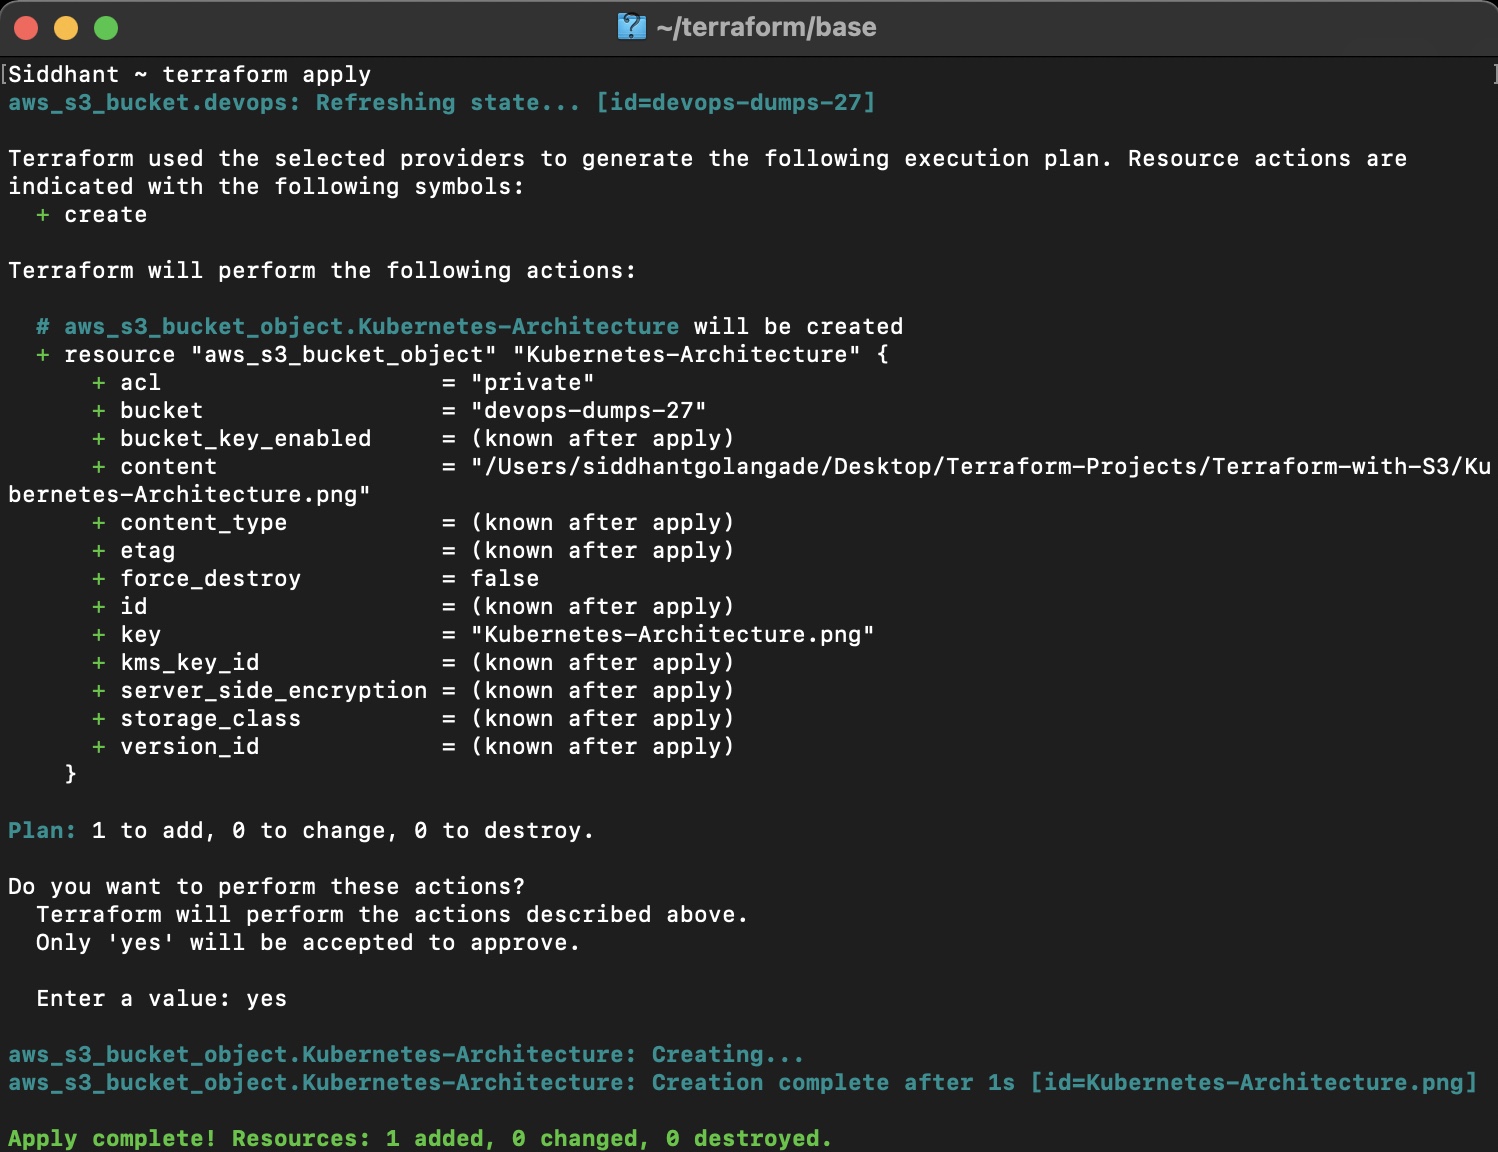 ~/terraform/base
[Siddhant ~ terraform apply ]
aws_s3_bucket.devops: Refreshing state... [id=devops-dumps-27]
Terraform used the selected providers to generate the following execution plan. Resource actions are
indicated with the following symbols:
+ create
Terraform will perform the following actions:
# aws_s3_bucket_object.Kubernetes-Architecture will be created
+ resource "aws_s3_bucket_object" "Kubernetes-Architecture" {
+ acl = "private"
+ bucket = "devops-dumps-27"
+ bucket_key_enabled = (known after apply)
+ content = "/Users/siddhantgolangade/Desktop/Terraform-Projects/Terraform-with-S3/Ku
bernetes-Architecture.png"
+ content_type = (known after apply)
+ etag = (known after apply)
+ force_destroy = false
+ id = (known after apply)
+ key = "Kubernetes-Architecture.png"
+ kms_key_id = (known after apply)
+ server_side_encryption = (known after apply)
+ storage_class = (known after apply)
+ version_id = (known after apply)
}
Plan: 1 to add, 0 to change, 0 to destroy.
Do you want to perform these actions?
Terraform will perform the actions described above.
Only 'yes' will be accepted to approve.
Enter a value: yes
aws_s3_bucket_object.Kubernetes-Architecture: Creating...
aws_s3_bucket_object.Kubernetes-Architecture: Creation complete after 1s [id=Kubernetes-Architecture.png]
Apply complete! Resources: 1 added, 0 changed, 0 destroyed.